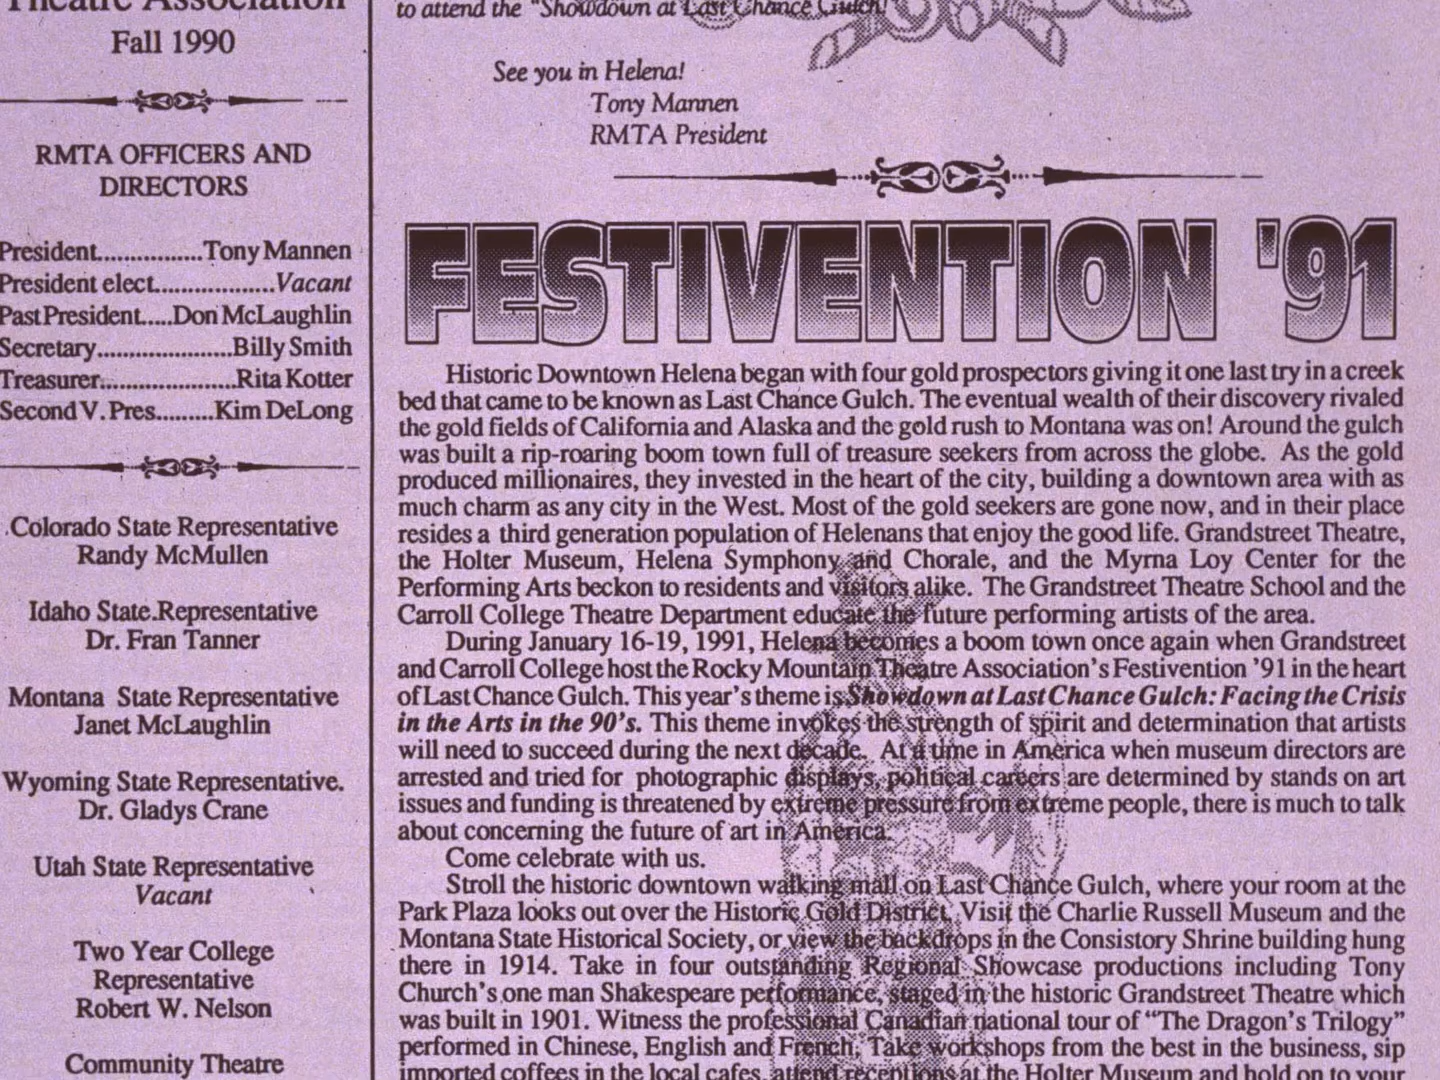 Theatre Association
Fall 1990
RMTA OFFICERS AND
DIRECTORS
President................Tony Mannen
President elect..................Vacant
Past President.....Don McLaughlin
Secretary.....................Billy Smith
Treasurer.....................Rita Kotter
Second V. Pres.........Kim DeLong
Colorado State Representative
Randy McMullen
Idaho State Representative
Dr. Fran Tanner
Montana State Representative
Janet McLaughlin
Wyoming State Representative.
Dr. Gladys Crane
Utah State Representative
Vacant
Two Year College
Representative
Robert W. Nelson
Community Theatre
to attend the "Showdown at Last Chance Gulch!"
See you in Helena!
Tony Mannen
RMTA President
FESTIVENTION '91
Historic Downtown Helena began with four gold prospectors giving it one last try in a creek
bed that came to be known as Last Chance Gulch. The eventual wealth of their discovery rivaled
the gold fields of California and Alaska and the gold rush to Montana was on! Around the gulch
was built a rip-roaring boom town full of treasure seekers from across the globe. As the gold
produced millionaires, they invested in the heart of the city, building a downtown area with as
much charm as any city in the West. Most of the gold seekers are gone now, and in their place
resides a third generation population of Helenans that enjoy the good life. Grandstreet Theatre,
the Holter Museum, Helena Symphony and Chorale, and the Myrna Loy Center for the
Performing Arts beckon to residents and visitors alike. The Grandstreet Theatre School and the
Carroll College Theatre Department educate the future performing artists of the area.
During January 16-19, 1991, Helena becomes a boom town once again when Grandstreet
and Carroll College host the Rocky Mountain Theatre Association's Festivention '91 in the heart
of Last Chance Gulch. This year's theme is Showdown at Last Chance Gulch: Facing the Crisis
in the Arts in the 90's. This theme invokes the strength of spirit and determination that artists
will need to succeed during the next decade. At a time in America when museum directors are
arrested and tried for photographic displays, political careers are determined by stands on art
issues and funding is threatened by extreme pressure from extreme people, there is much to talk
about concerning the future of art in America.
Come celebrate with us.
Stroll the historic downtown walking mall on Last Chance Gulch, where your room at the
Park Plaza looks out over the Historic Gold District. Visit the Charlie Russell Museum and the
Montana State Historical Society, or view the backdrops in the Consistory Shrine building hung
there in 1914. Take in four outstanding Regional Showcase productions including Tony
Church's one man Shakespeare performance, staged in the historic Grandstreet Theatre which
was built in 1901. Witness the professional Canadian national tour of "The Dragon's Trilogy"
performed in Chinese, English and French. Take workshops from the best in the business, sip
imported coffees in the local cafes, attend receptions at the Holter Museum and hold on to your